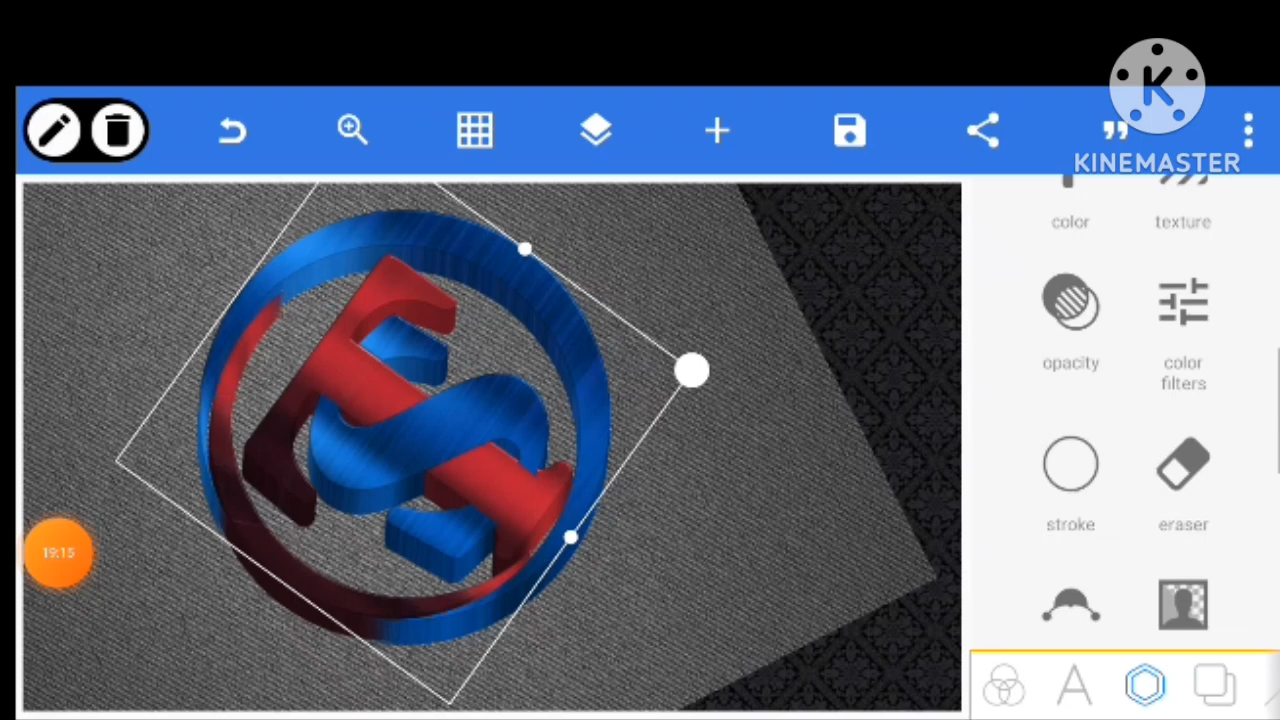 KINEMASTER
color
texture
opacity
color
filters
stroke
eraser
19:15